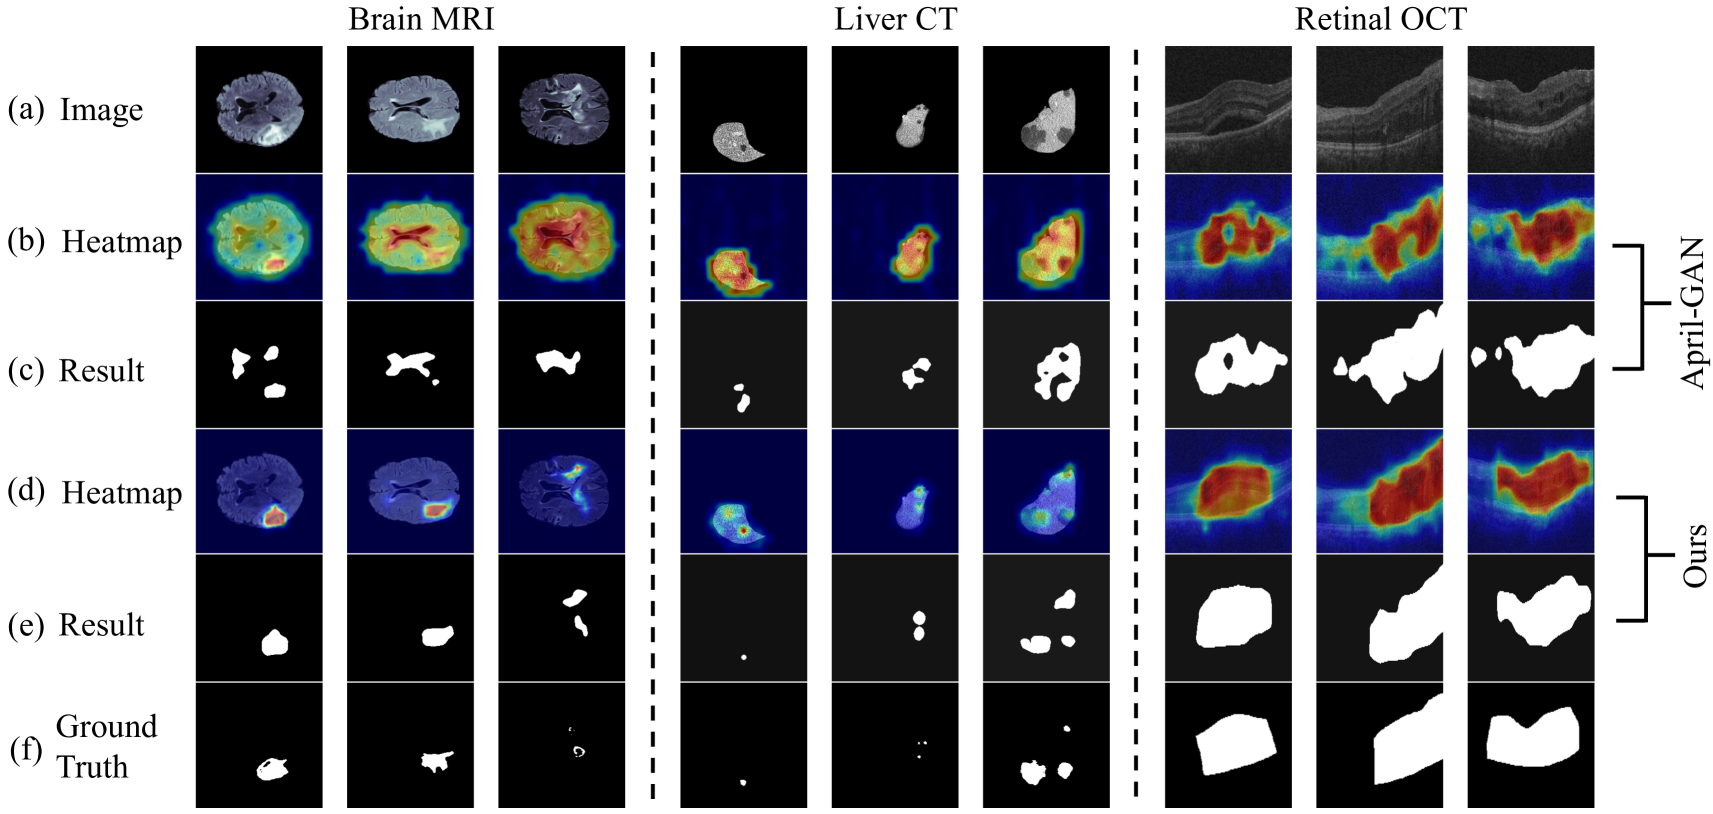 Brain MRI
Liver CT
Retinal OCT
(a) Image
(b) Heatmap
(c) Result
April-GAN
(d) Heatmap
(e) Result
Ours
(f) Ground
Truth